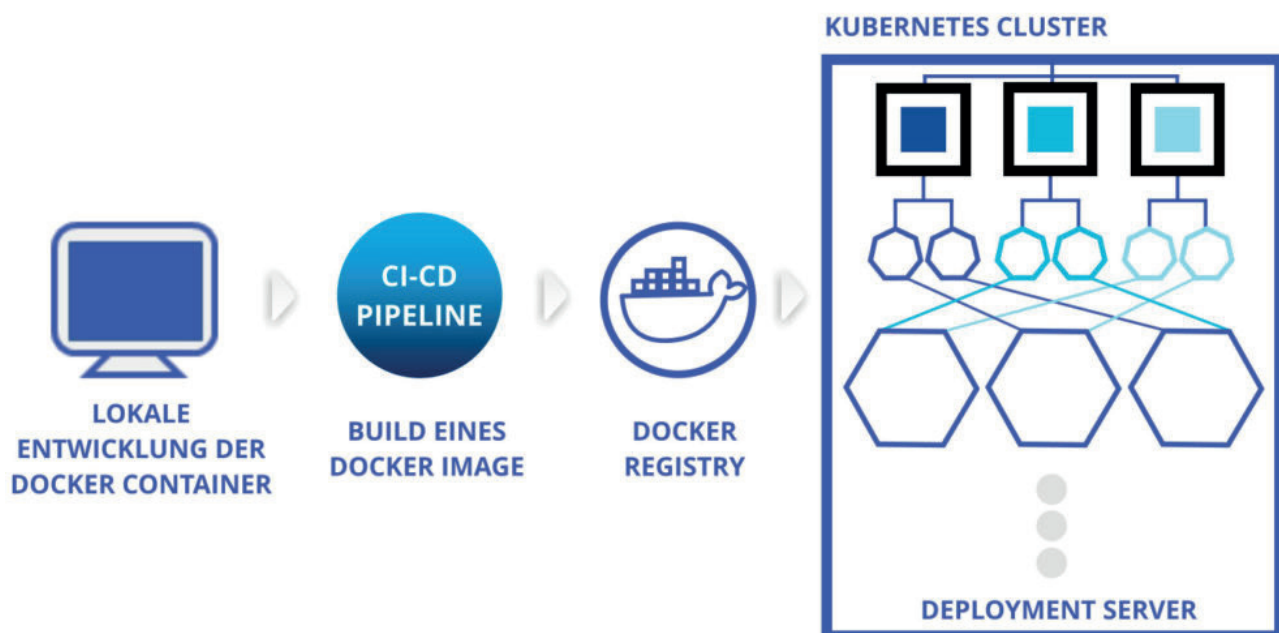 KUBERNETES CLUSTER
CI-CD
PIPELINE
LOKALE
ENTWICKLUNG DER
DOCKER CONTAINER
BUILD EINES
DOCKER IMAGE
DOCKER
REGISTRY
DEPLOYMENT SERVER